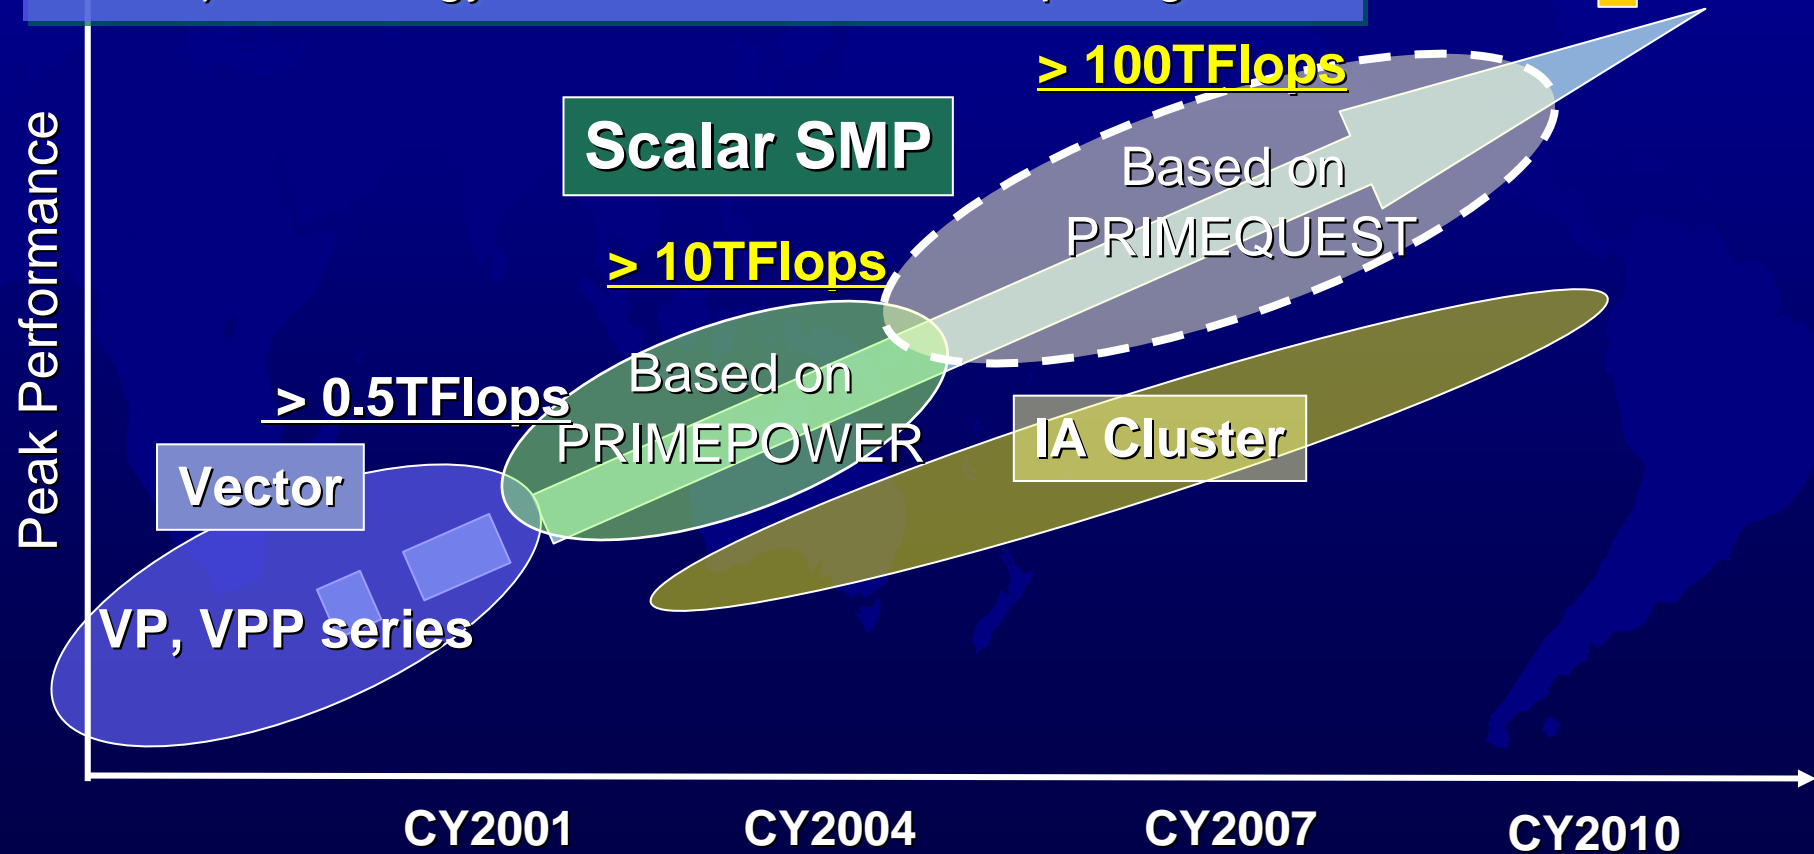 > 100TFlops
Scalar SMP
Based on
PRIMEQUEST
> 10TFlops
Based on
PRIMEPOWER
> 0.5TFlops
IA Cluster
Vector
VP, VPP series
Peak Performance
CY2001
CY2004
CY2007
CY2010